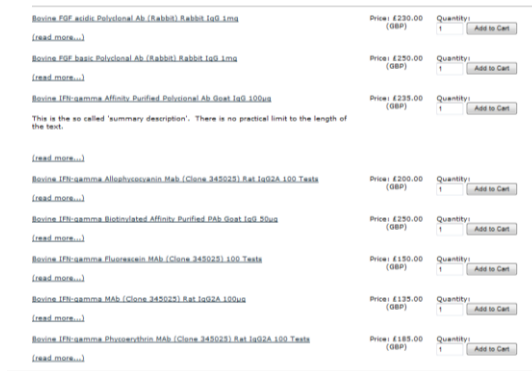 Bovine FGF acidic Polyclonal Ab (Rabbit) Rabbit IgG 1mg Price: £230.00 Quantity:
(GBP) 1 Add to Cart
(read more...)
Bovine FGF basic Polyclonal Ab (Rabbit) Rabbit IgG 1mg Price: £250.00 Quantity:
(GBP) 1 Add to Cart
(read more...)
Bovine IFN-gamma Affinity Purified Polyclonal Ab Goat IgG 100ug Price: £235.00 Quantity:
(GBP) 1 Add to Cart
This is the so called 'summary description'. There is no practical limit to the length of
the text.
(read more...)
Bovine IFN-gamma Allophycocyanin Mab (Clone 345025) Rat IgG2A 100 Tests Price: £200.00 Quantity:
(GBP) 1 Add to Cart
(read more...)
Bovine IFN-gamma Biotinylated Affinity Purified PAb Goat IgG 50ug Price: £250.00 Quantity:
(GBP) 1 Add to Cart
(read more...)
Bovine IFN-gamma Fluorescein MAb (Clone 345025) 100 Tests Price: £150.00 Quantity:
(GBP) 1 Add to Cart
(read more...)
Bovine IFN-gamma MAb (Clone 345025) Rat IgG2A 100ug Price: £135.00 Quantity:
(GBP) 1 Add to Cart
(read more...)
Bovine IFN-gamma Phycoerythrin MAb (Clone 345025) Rat IgG2A 100 Tests Price: £185.00 Quantity:
(GBP) 1 Add to Cart
(read more...)